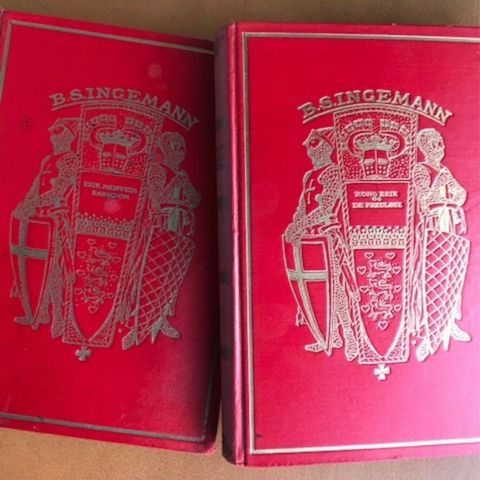 B.S.INGEMANN
ERIK MENVEDS
BARNDOM
B.S.INGEMANN
KONG ERIK
OG
DE FREDLØSE